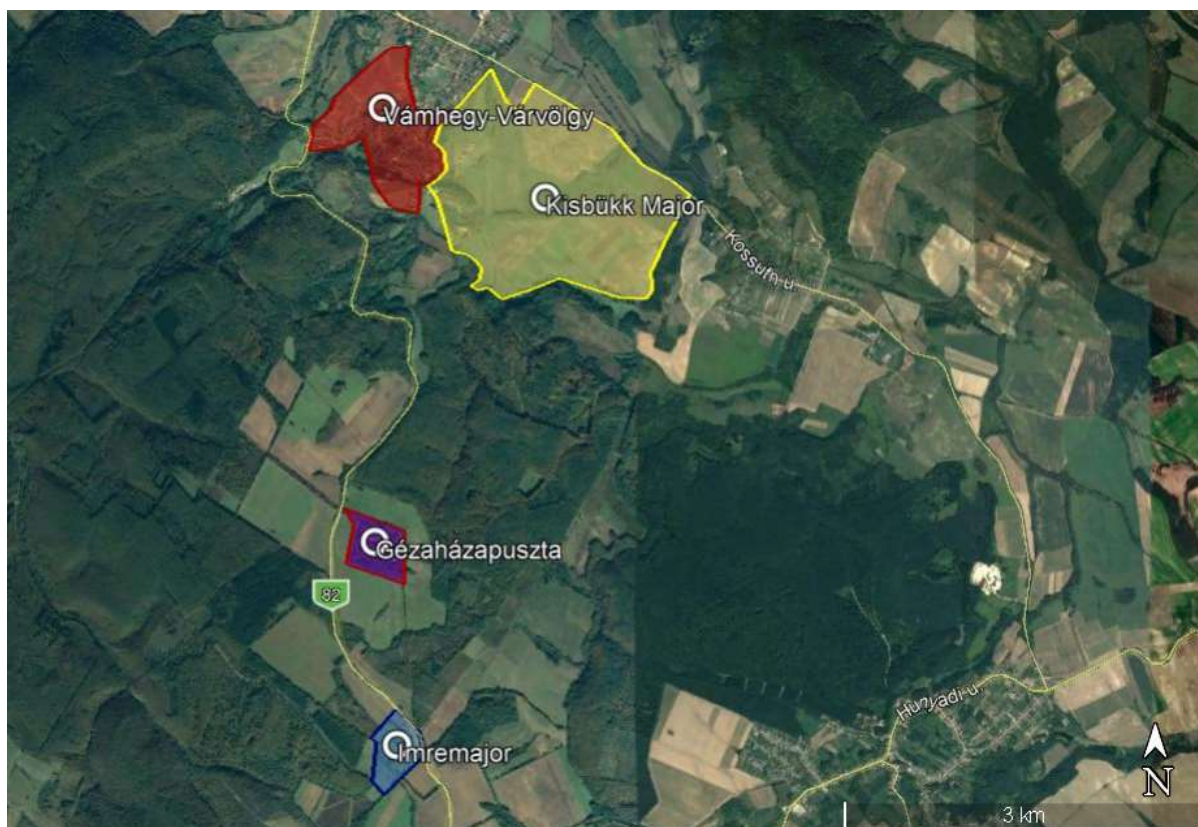 Vámhegy-Várvölgy
Kisbükk Major
Kossuth u.
Gézaházapuszta
82
Imremajor
Hunyadi u.
N
3 km